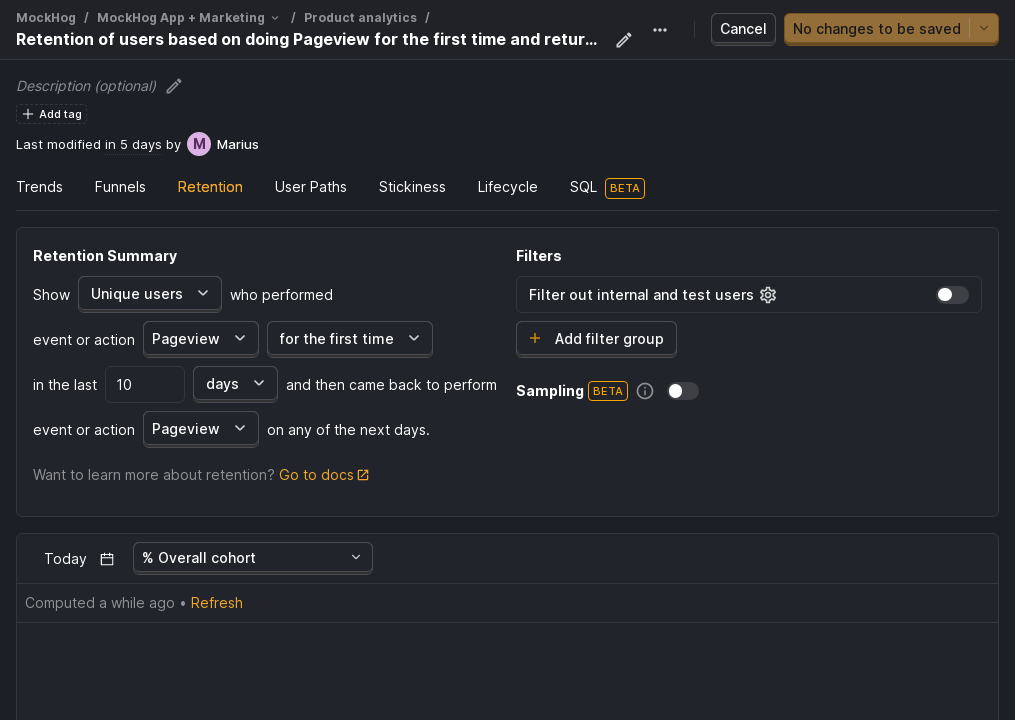 MockHog / MockHog App + Marketing / Product analytics /
Retention of users based on doing Pageview for the first time and retur...
Cancel
No changes to be saved
Description (optional)
Add tag
Last modified in 5 days by M Marius
Trends Funnels Retention User Paths Stickiness Lifecycle SQL BETA
Retention Summary
Show Unique users who performed
event or action Pageview for the first time
in the last 10 days and then came back to perform
event or action Pageview on any of the next days.
Want to learn more about retention? Go to docs
Filters
Filter out internal and test users
Add filter group
Sampling BETA
Today % Overall cohort
Computed a while ago • Refresh